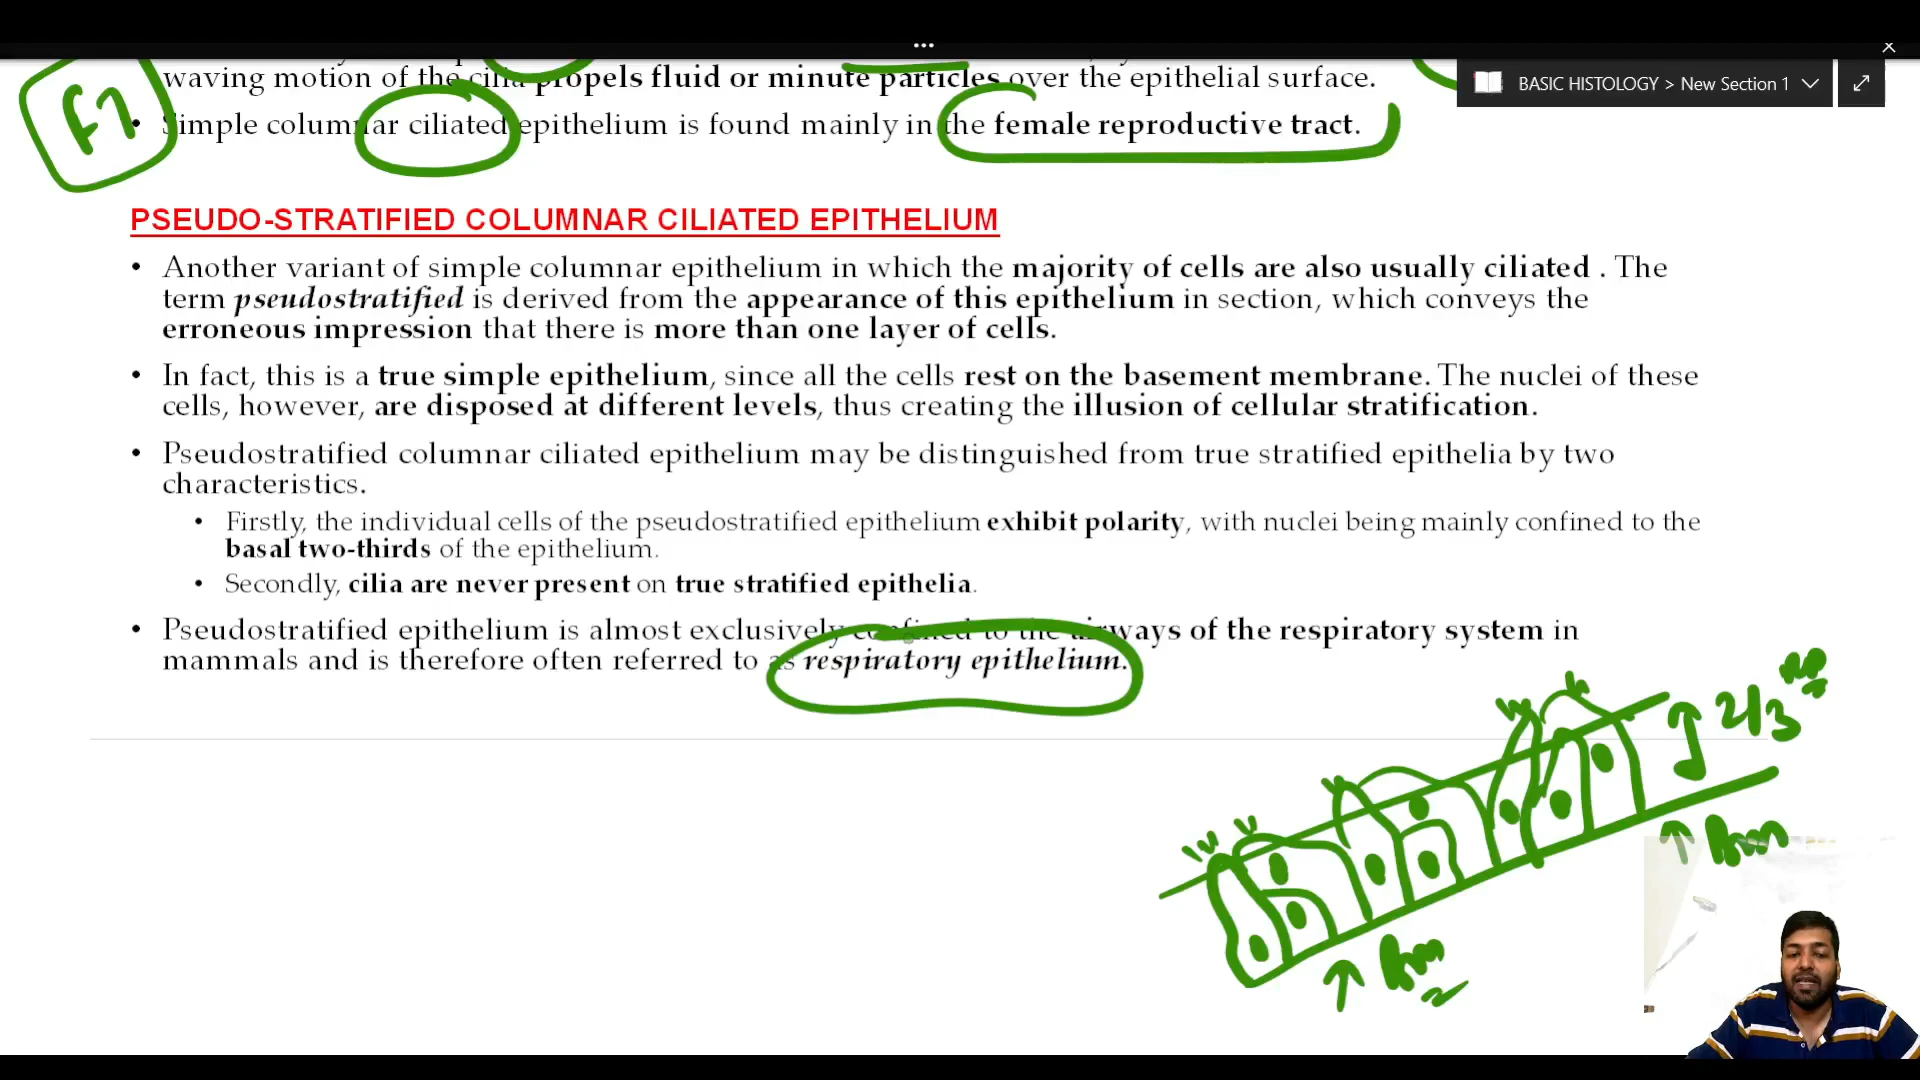 waving motion of the cilia propels fluid or minute particles over the epithelial surface.
BASIC HISTOLOGY > New Section 1
F7
• Simple columnar ciliated epithelium is found mainly in the female reproductive tract.
PSEUDO-STRATIFIED COLUMNAR CILIATED EPITHELIUM
• Another variant of simple columnar epithelium in which the majority of cells are also usually ciliated . The
term pseudostratified is derived from the appearance of this epithelium in section, which conveys the
erroneous impression that there is more than one layer of cells.
• In fact, this is a true simple epithelium, since all the cells rest on the basement membrane. The nuclei of these
cells, however, are disposed at different levels, thus creating the illusion of cellular stratification.
• Pseudostratified columnar ciliated epithelium may be distinguished from true stratified epithelia by two
characteristics.
• Firstly, the individual cells of the pseudostratified epithelium exhibit polarity, with nuclei being mainly confined to the
basal two-thirds of the epithelium.
• Secondly, cilia are never present on true stratified epithelia.
• Pseudostratified epithelium is almost exclusively confined to the airways of the respiratory system in
mammals and is therefore often referred to as respiratory epithelium.
2/3
Bm
Bm